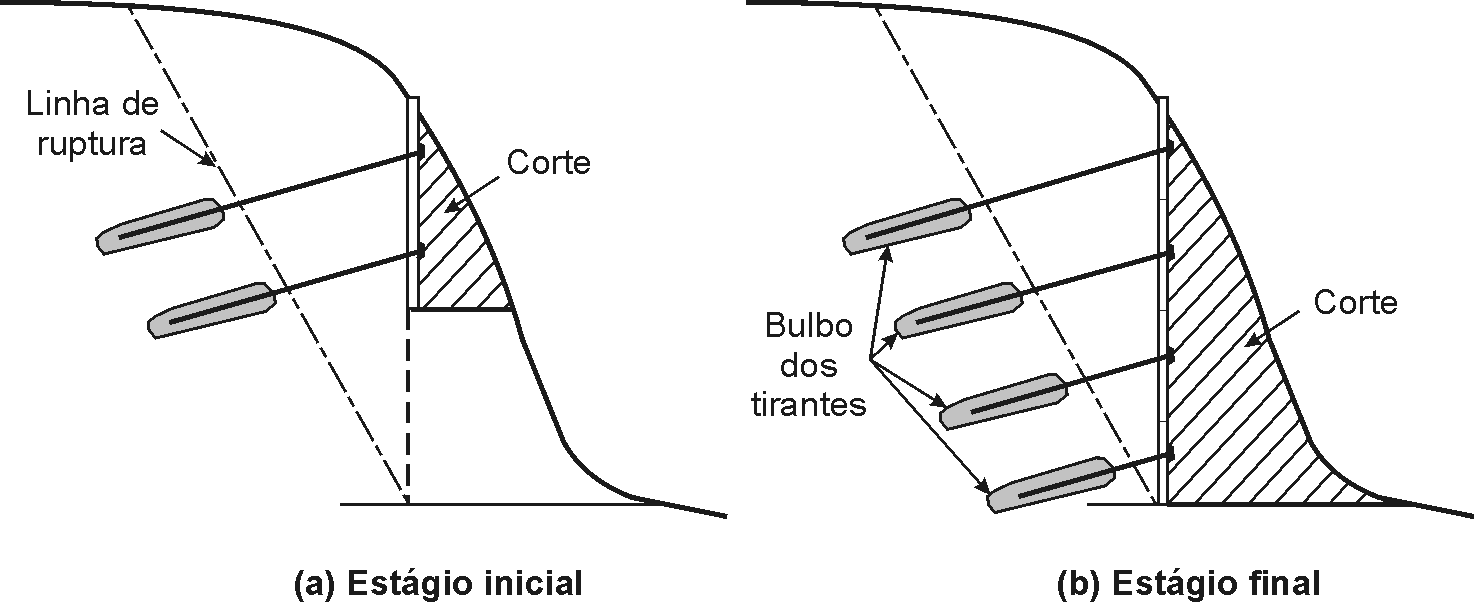 Linha de
ruptura
Corte
Bulbo
dos
tirantes
Corte
(a) Estágio inicial
(b) Estágio final